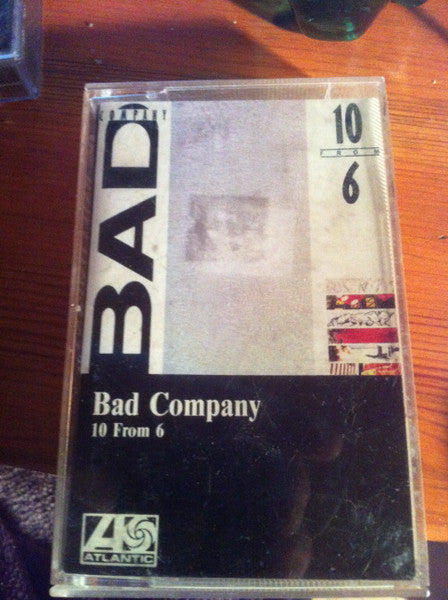 BAD
COMPANY
10
FROM
6
Bad Company
10 From 6
ATLANTIC